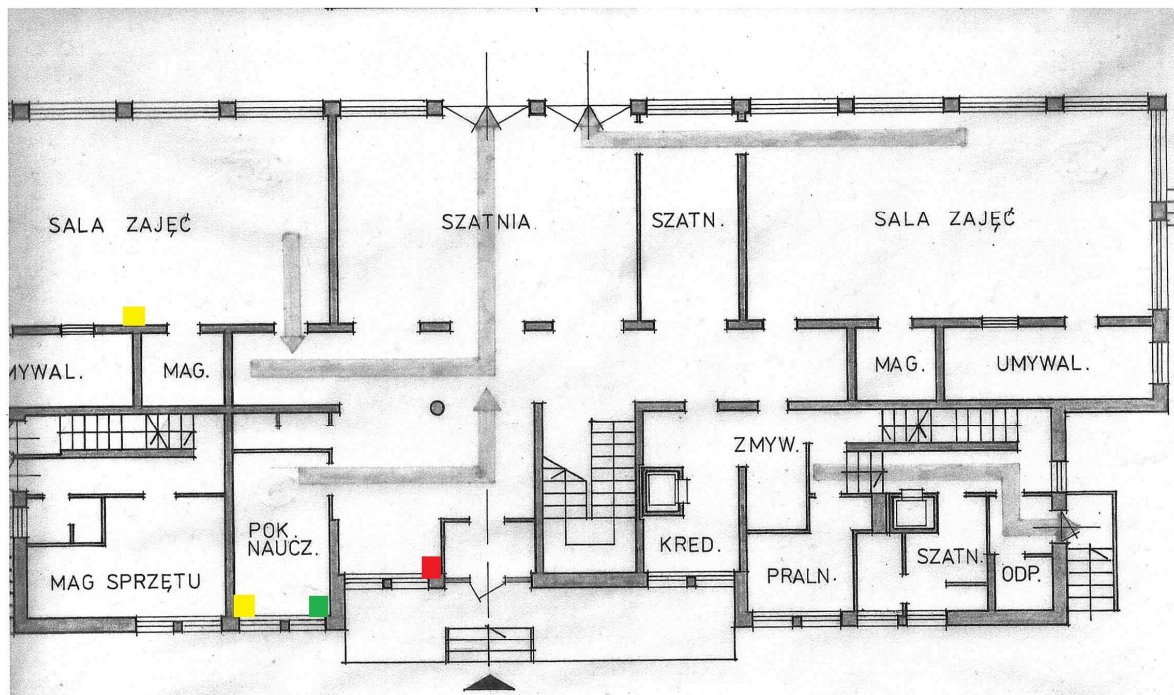 SALA ZAJĘĆ
SZATNIA.
SZATN.
SALA ZAJĘĆ
MYWAL.
MAG.
MAG.
UMYWAL.
ZMYW.
POK.
NAUCZ.
KRED.
SZATN.
MAG SPRZĘTU
PRALN.
ODP.